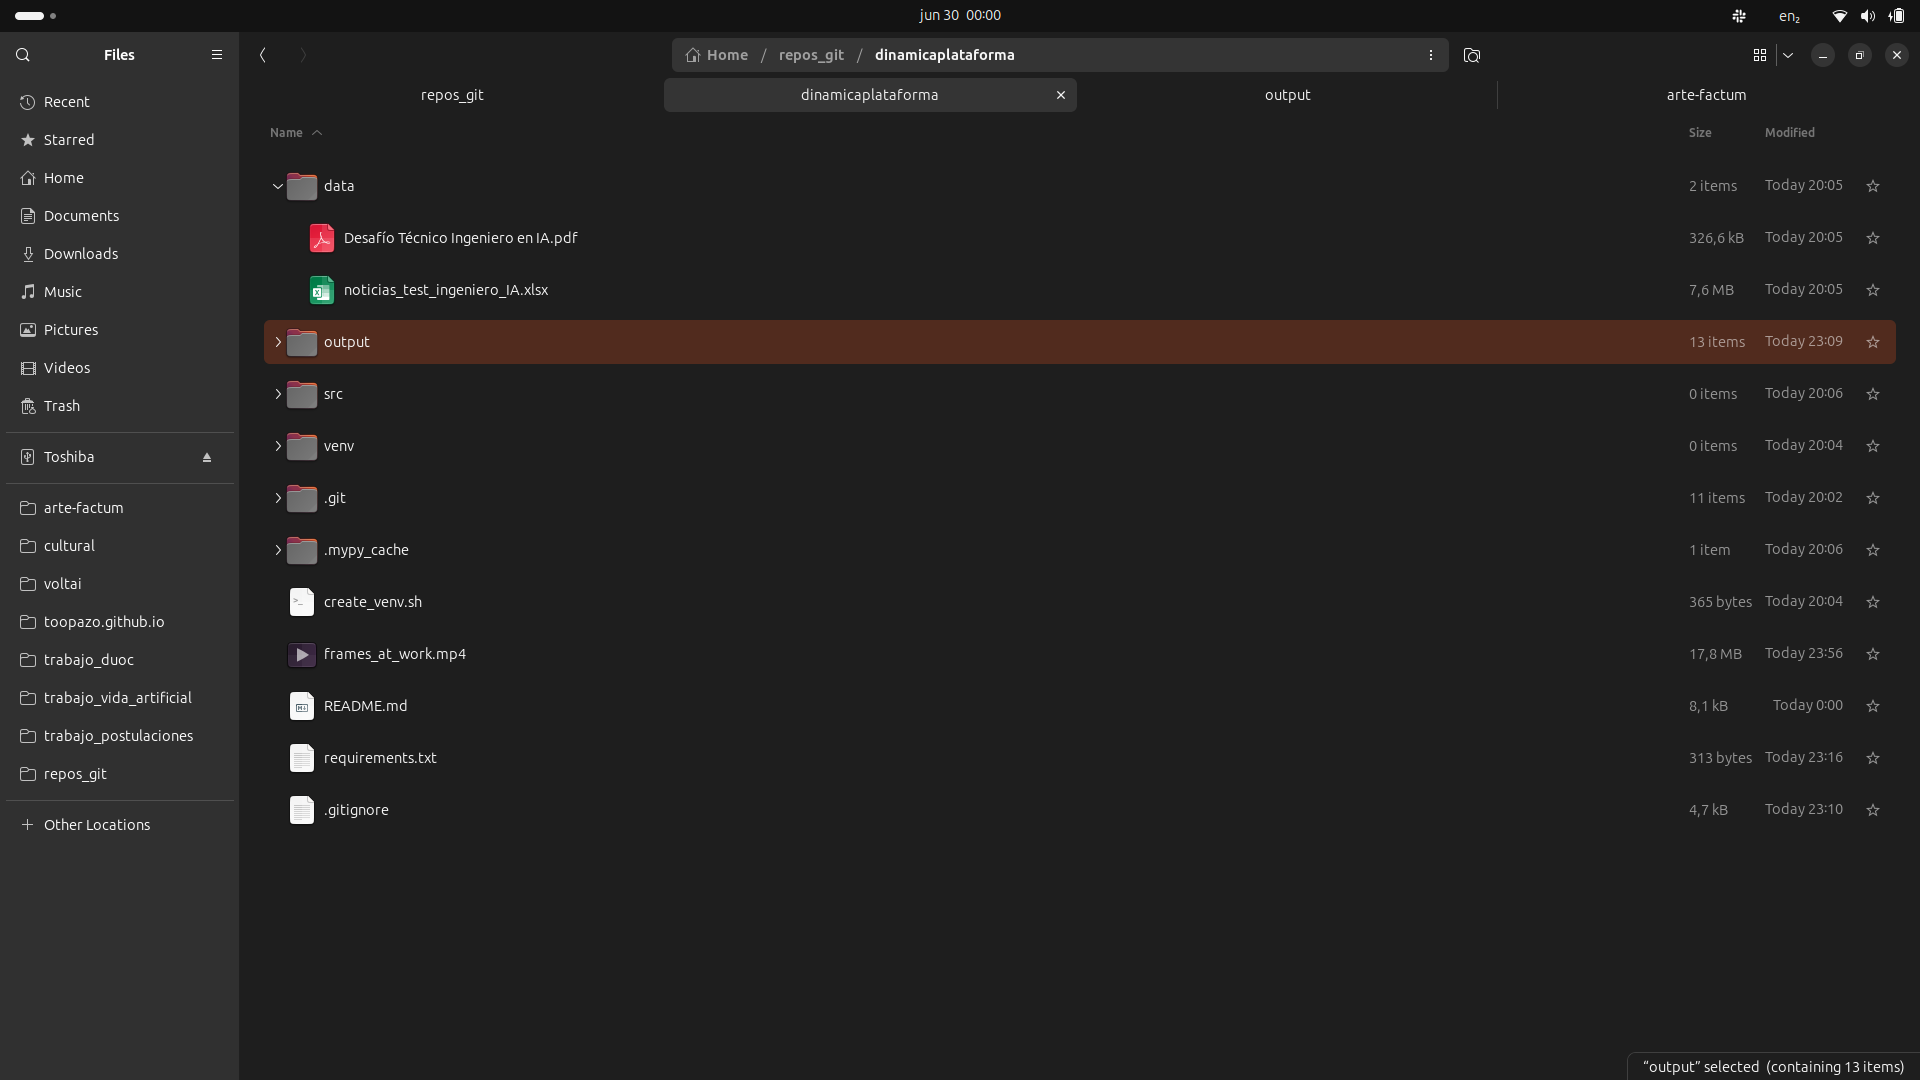 jun 30 00:00
en₂
Files
Home / repos_git / dinamicaplataforma
repos_git
dinamicaplataforma
output
arte-factum
Recent
Starred
Home
Documents
Downloads
Music
Pictures
Videos
Trash
Toshiba
arte-factum
cultural
voltai
toopazo.github.io
trabajo_duoc
trabajo_vida_artificial
trabajo_postulaciones
repos_git
Other Locations
Name Size Modified
data 2 items Today 20:05
Desafío Técnico Ingeniero en IA.pdf 326,6 kB Today 20:05
noticias_test_ingeniero_IA.xlsx 7,6 MB Today 20:05
output 13 items Today 23:09
src 0 items Today 20:06
venv 0 items Today 20:04
.git 11 items Today 20:02
.mypy_cache 1 item Today 20:06
create_venv.sh 365 bytes Today 20:04
frames_at_work.mp4 17,8 MB Today 23:56
README.md 8,1 kB Today 0:00
requirements.txt 313 bytes Today 23:16
.gitignore 4,7 kB Today 23:10
“output” selected (containing 13 items)